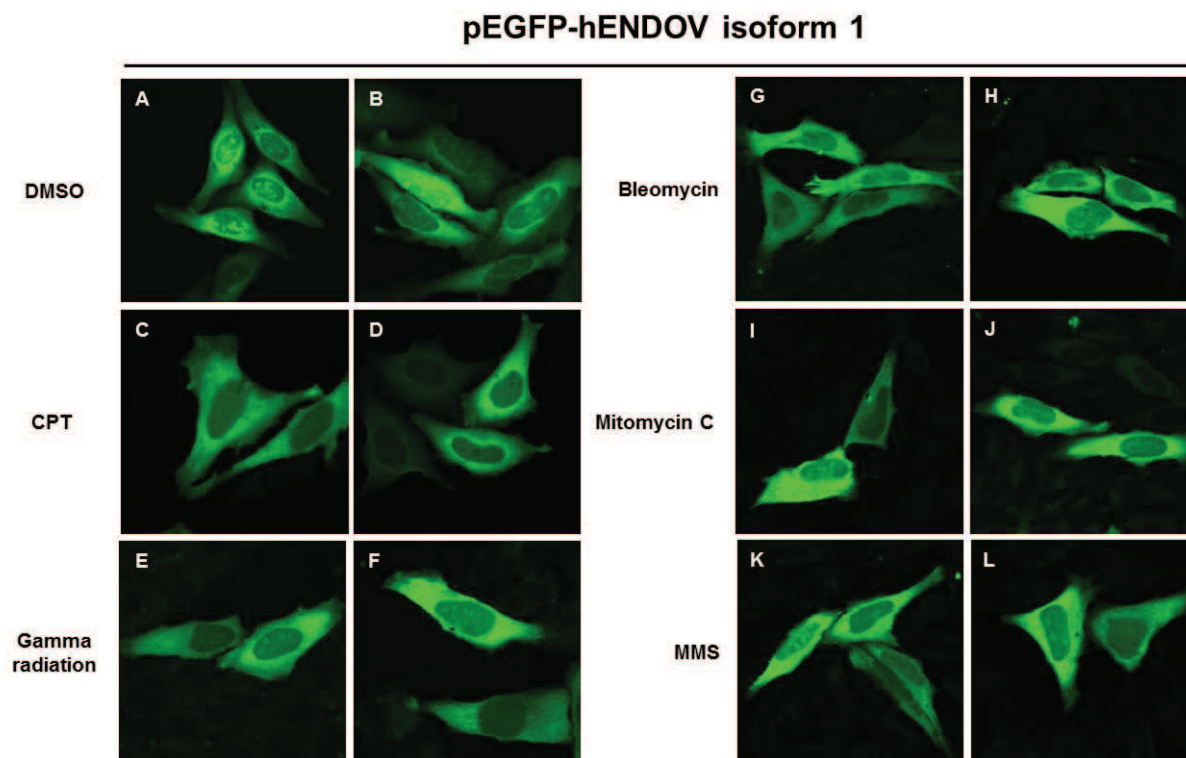 pEGFP-hENDOV isoform 1
A
B
G
H
DMSO
Bleomycin
C
D
I
J
CPT
Mitomycin C
E
F
K
L
Gamma
radiation
MMS